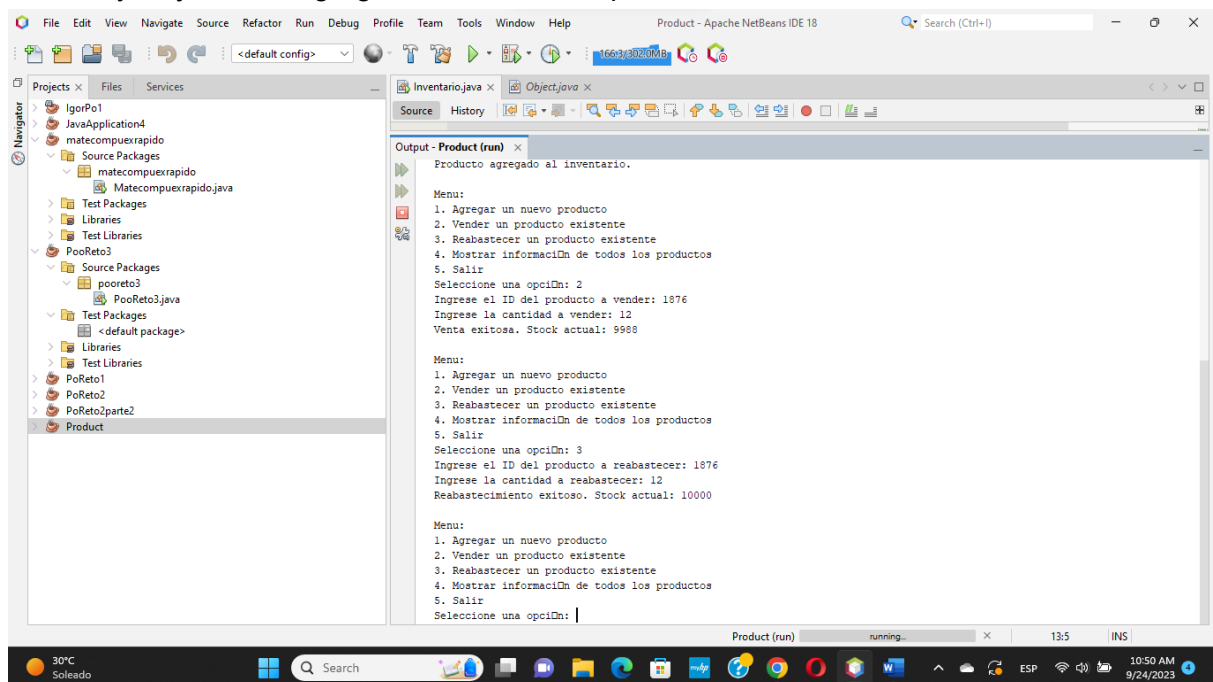 File Edit View Navigate Source Refactor Run Debug Profile Team Tools Window Help
Product - Apache NetBeans IDE 18
Search (Ctrl+I)
<default config>
166.3/302.0MB
Projects
Files
Services
Navigator
IgorPo1
JavaApplication4
matecompuexrapido
Source Packages
matecompuexrapido
Matecompuexrapido.java
Test Packages
Libraries
Test Libraries
PooReto3
Source Packages
pooreto3
PooReto3.java
Test Packages
<default package>
Libraries
Test Libraries
PoReto1
PoReto2
PoReto2parte2
Product
Inventario.java
Object.java
Source
History
Output - Product (run)
Producto agregado al inventario.
Menu:
1. Agregar un nuevo producto
2. Vender un producto existente
3. Reabastecer un producto existente
4. Mostrar informaci□n de todos los productos
5. Salir
Seleccione una opci□n: 2
Ingrese el ID del producto a vender: 1876
Ingrese la cantidad a vender: 12
Venta exitosa. Stock actual: 9988
Menu:
1. Agregar un nuevo producto
2. Vender un producto existente
3. Reabastecer un producto existente
4. Mostrar informaci□n de todos los productos
5. Salir
Seleccione una opci□n: 3
Ingrese el ID del producto a reabastecer: 1876
Ingrese la cantidad a reabastecer: 12
Reabastecimiento exitoso. Stock actual: 10000
Menu:
1. Agregar un nuevo producto
2. Vender un producto existente
3. Reabastecer un producto existente
4. Mostrar informaci□n de todos los productos
5. Salir
Seleccione una opci□n:
Product (run)
running...
13:5
INS
30°C
Soleado
Search
myhp
ESP
10:50 AM
9/24/2023
4